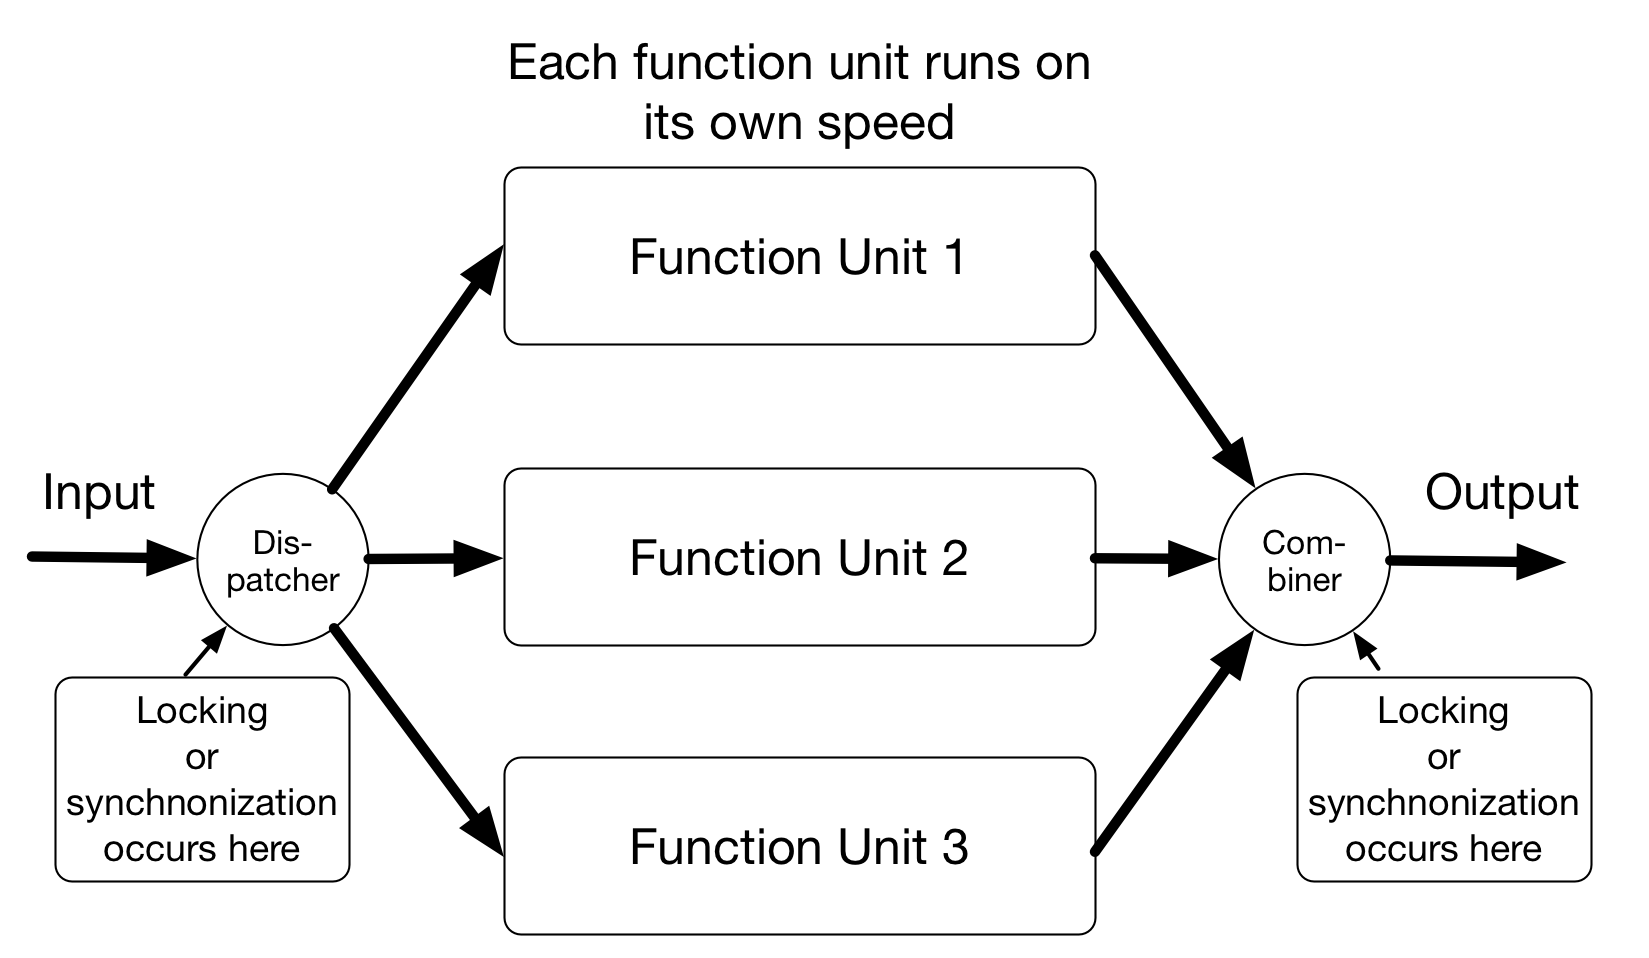 Each function unit runs on
its own speed
Function Unit 1
Input
Dis-
patcher
Function Unit 2
Com-
biner
Output
Locking
or
synchnonization
occurs here
Function Unit 3
Locking
or
synchnonization
occurs here